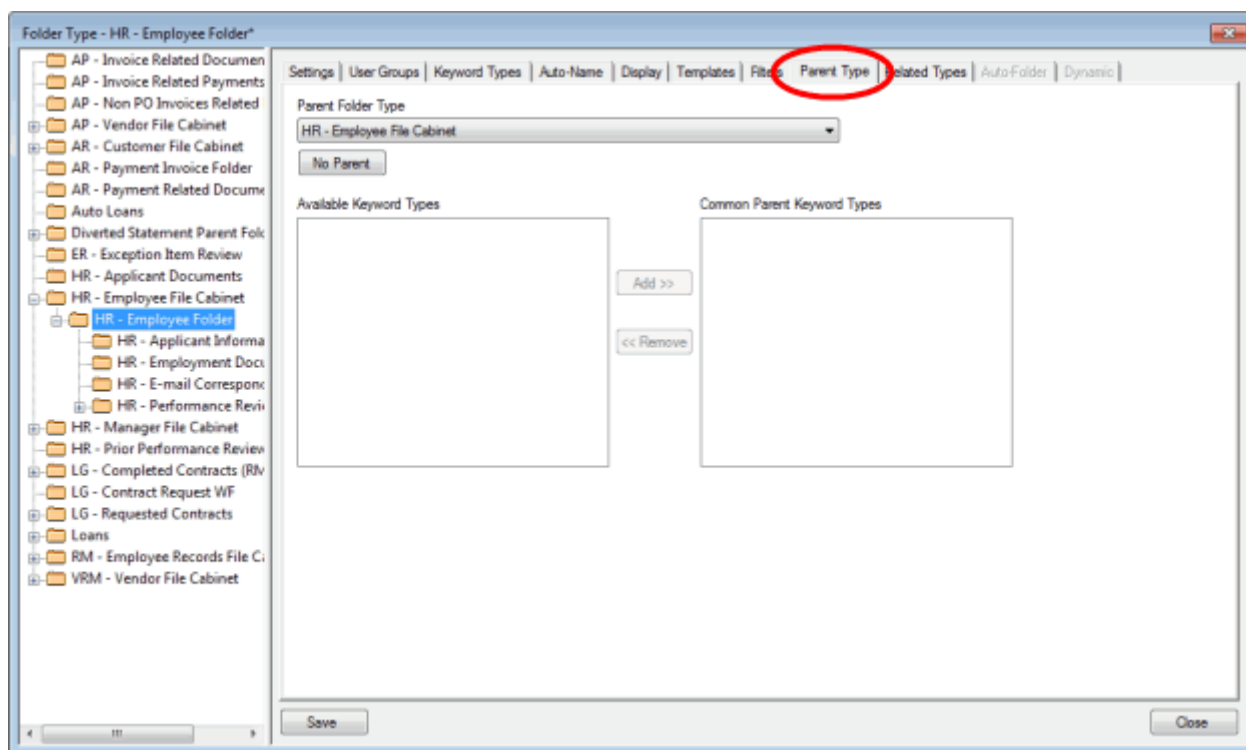 Folder Type - HR - Employee Folder*
AP - Invoice Related Documen
AP - Invoice Related Payments
AP - Non PO Invoices Related
AP - Vendor File Cabinet
AR - Customer File Cabinet
AR - Payment Invoice Folder
AR - Payment Related Docume
Auto Loans
Diverted Statement Parent Fold
ER - Exception Item Review
HR - Applicant Documents
HR - Employee File Cabinet
HR - Employee Folder
HR - Applicant Informa
HR - Employment Docu
HR - E-mail Correspond
HR - Performance Revi
HR - Manager File Cabinet
HR - Prior Performance Review
LG - Completed Contracts (RM
LG - Contract Request WF
LG - Requested Contracts
Loans
RM - Employee Records File Ca
VRM - Vendor File Cabinet
Settings User Groups Keyword Types Auto-Name Display Templates Filters Parent Type Related Types Auto-Folder Dynamic
Parent Folder Type
HR - Employee File Cabinet
No Parent
Available Keyword Types Common Parent Keyword Types
Add >>
<< Remove
Save Close